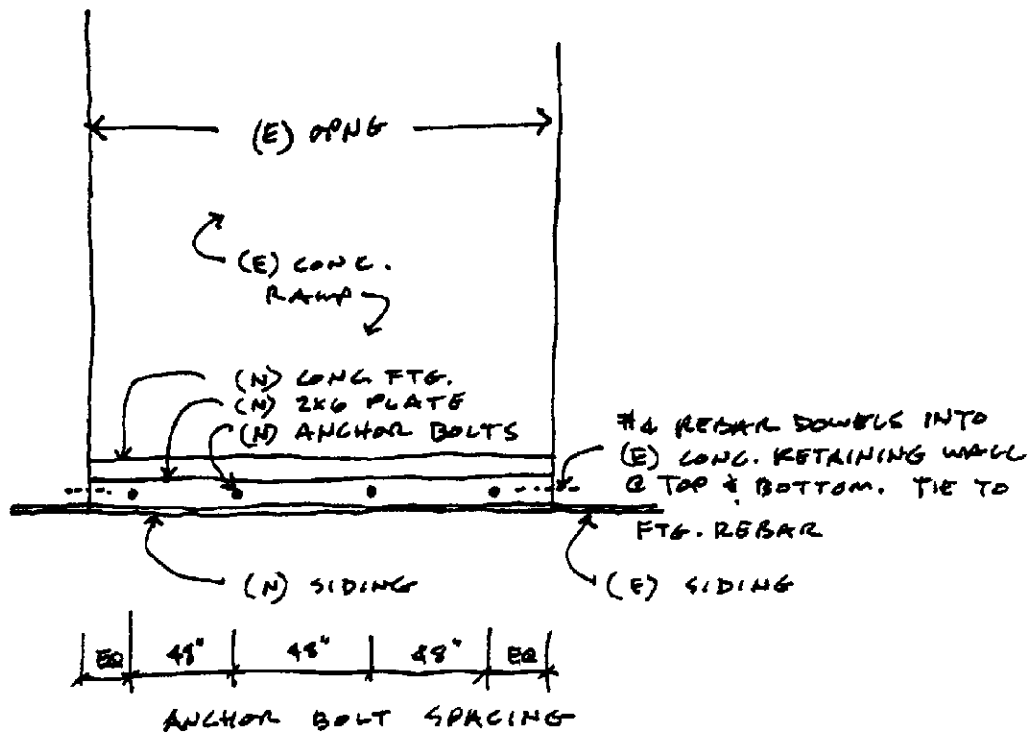 (E) OPNG
(E) CONC.
RAMP
(N) CONC. FTG.
(N) 2X6 PLATE
(N) ANCHOR BOLTS
#4 REBAR DOWELS INTO
(E) CONC. RETAINING WALL
@ TOP & BOTTOM. TIE TO
FTG. REBAR
(N) SIDING
(E) SIDING
EQ 48" 48" 48" EQ
ANCHOR BOLT SPACING